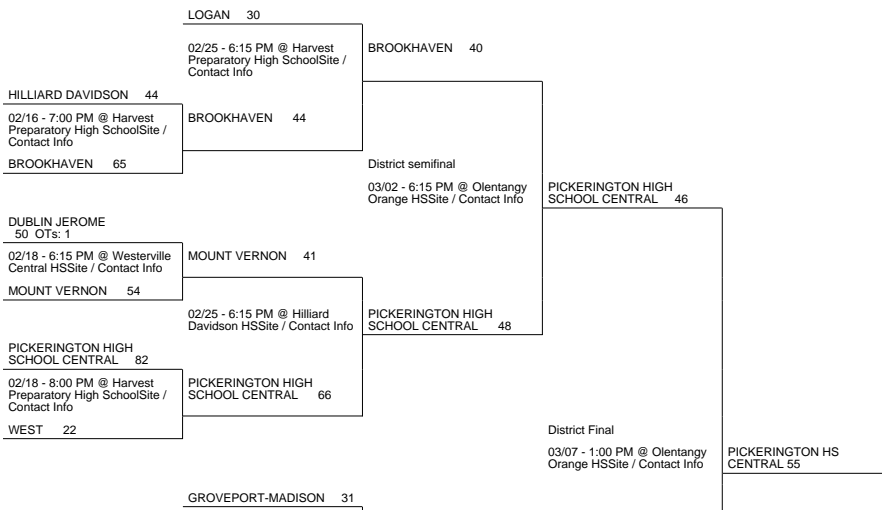 LOGAN 30
02/25 - 6:15 PM @ Harvest
Preparatory High SchoolSite /
Contact Info
BROOKHAVEN 40
HILLIARD DAVIDSON 44
02/16 - 7:00 PM @ Harvest
Preparatory High SchoolSite /
Contact Info
BROOKHAVEN 44
BROOKHAVEN 65
District semifinal
03/02 - 6:15 PM @ Olentangy
Orange HSSite / Contact Info
PICKERINGTON HIGH
SCHOOL CENTRAL 46
DUBLIN JEROME
50 OTs: 1
02/18 - 6:15 PM @ Westerville
Central HSSite / Contact Info
MOUNT VERNON 41
MOUNT VERNON 54
02/25 - 6:15 PM @ Hilliard
Davidson HSSite / Contact Info
PICKERINGTON HIGH
SCHOOL CENTRAL 48
PICKERINGTON HIGH
SCHOOL CENTRAL 82
02/18 - 8:00 PM @ Harvest
Preparatory High SchoolSite /
Contact Info
PICKERINGTON HIGH
SCHOOL CENTRAL 66
WEST 22
District Final
03/07 - 1:00 PM @ Olentangy
Orange HSSite / Contact Info
PICKERINGTON HS
CENTRAL 55
GROVEPORT-MADISON 31